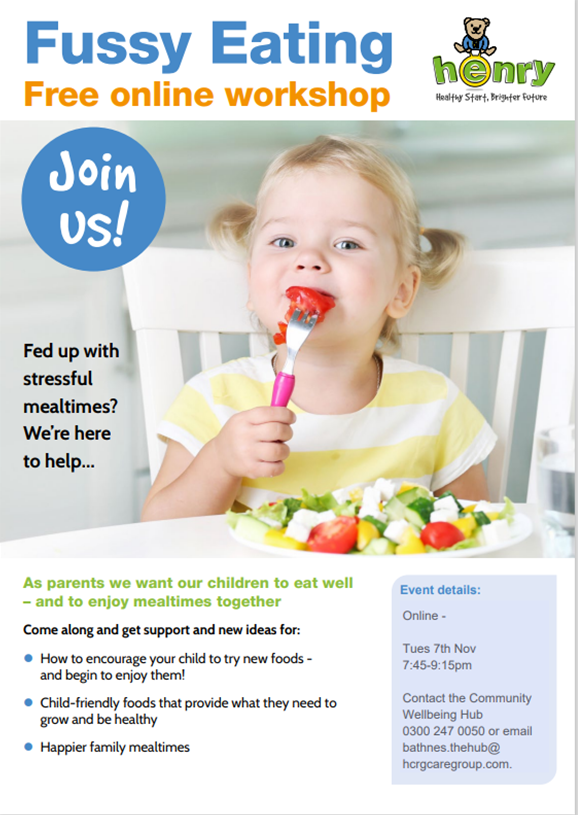 Fussy Eating
Free online workshop
henry
Healthy Start, Brighter Future
Join
us!
Fed up with
stressful
mealtimes?
We're here
to help...
As parents we want our children to eat well
– and to enjoy mealtimes together
Come along and get support and new ideas for:
How to encourage your child to try new foods -
and begin to enjoy them!
Child-friendly foods that provide what they need to
grow and be healthy
Happier family mealtimes
Event details:
Online -
Tues 7th Nov
7:45-9:15pm
Contact the Community
Wellbeing Hub
0300 247 0050 or email
bathnes.thehub@
hcrgcaregroup.com.